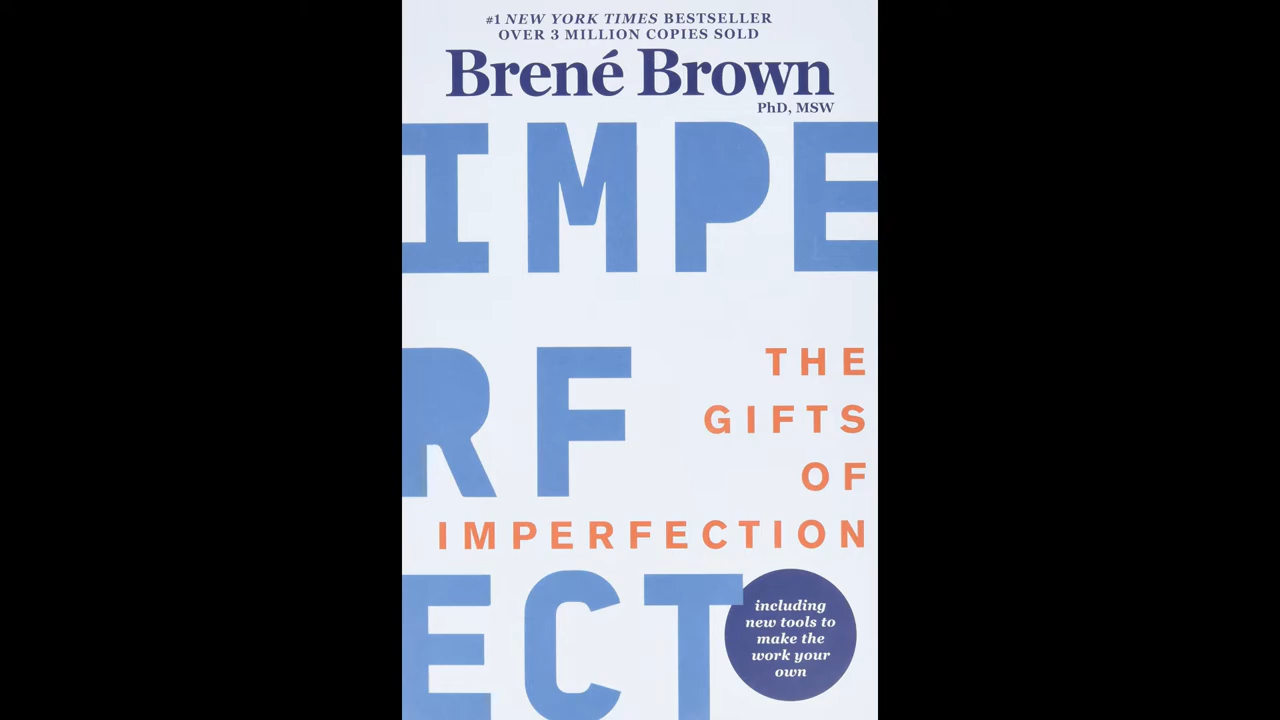 #1 NEW YORK TIMES BESTSELLER
OVER 3 MILLION COPIES SOLD
Brené Brown
PhD, MSW
IMPE
RF
THE
GIFTS
OF
IMPERFECTION
ECT
including
new tools to
make the
work your
own